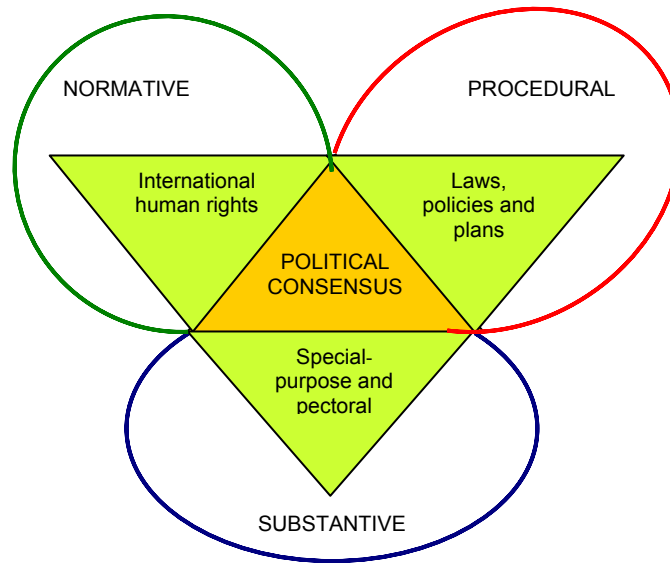 NORMATIVE
PROCEDURAL
International
human rights
Laws,
policies and
plans
POLITICAL
CONSENSUS
Special-
purpose and
pectoral
SUBSTANTIVE